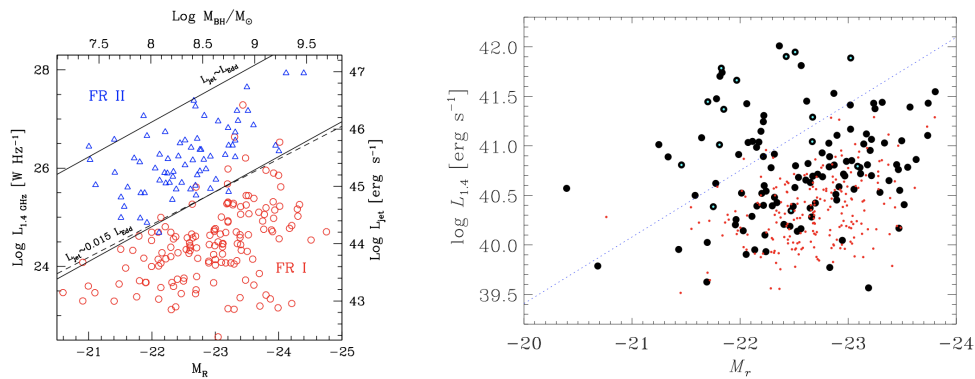 Log M_BH/M_⊙
7.5 8 8.5 9 9.5
28
26
24
Log L_1.4 GHz [W Hz⁻¹]
FR II
L_jet~L_Edd
L_jet~0.015 L_Edd
FR I
47
46
45
44
43
Log L_jet [erg s⁻¹]
−21 −22 −23 −24 −25
M_R
42.0
41.5
41.0
40.5
40.0
39.5
log L_1.4 [erg s⁻¹]
−20 −21 −22 −23 −24
M_r